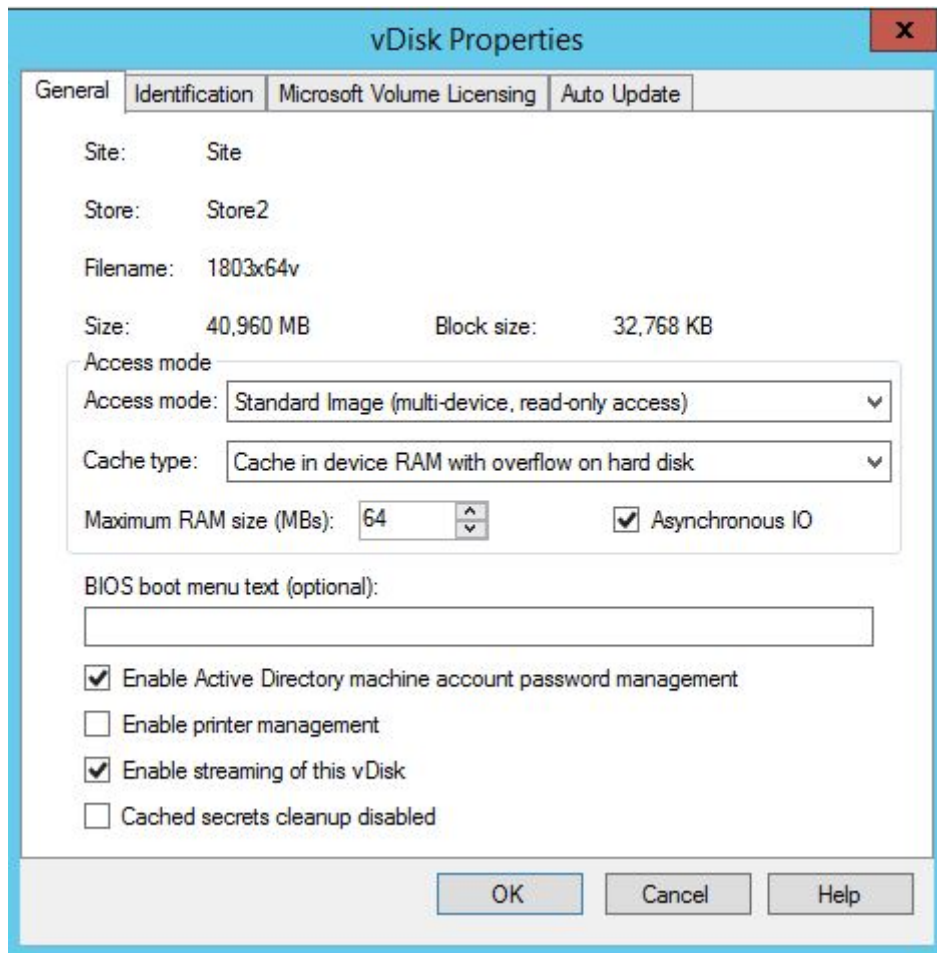 vDisk Properties
x
General Identification Microsoft Volume Licensing Auto Update
Site: Site
Store: Store2
Filename: 1803x64v
Size: 40,960 MB Block size: 32,768 KB
Access mode
Access mode: Standard Image (multi-device, read-only access)
Cache type: Cache in device RAM with overflow on hard disk
Maximum RAM size (MBs): 64 Asynchronous IO
BIOS boot menu text (optional):
Enable Active Directory machine account password management
Enable printer management
Enable streaming of this vDisk
Cached secrets cleanup disabled
OK Cancel Help